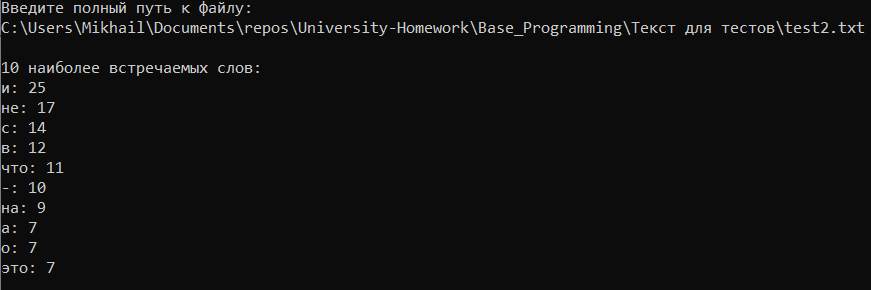 Введите полный путь к файлу:
C:\Users\Mikhail\Documents\repos\University-Homework\Base_Programming\Текст для тестов\test2.txt
10 наиболее встречаемых слов:
и: 25
не: 17
с: 14
в: 12
что: 11
-: 10
на: 9
а: 7
о: 7
это: 7